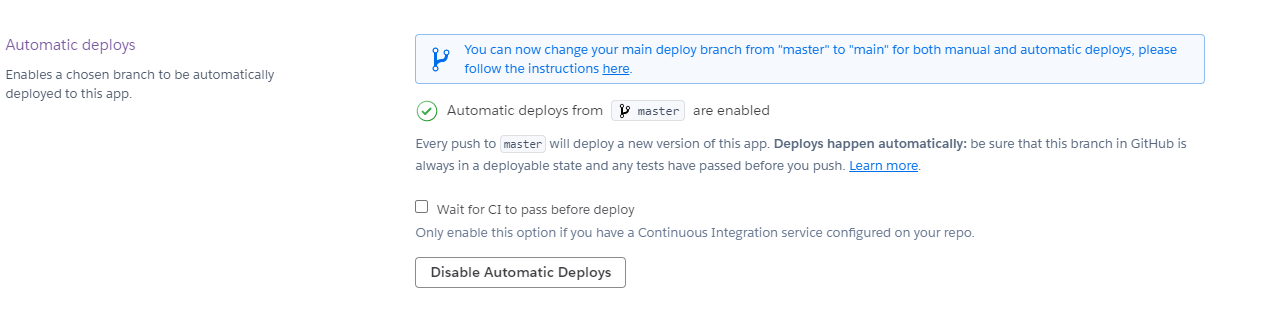 Automatic deploys
Enables a chosen branch to be automatically
deployed to this app.
You can now change your main deploy branch from "master" to "main" for both manual and automatic deploys, please
follow the instructions here.
Automatic deploys from master are enabled
Every push to master will deploy a new version of this app. Deploys happen automatically: be sure that this branch in GitHub is
always in a deployable state and any tests have passed before you push. Learn more.
Wait for CI to pass before deploy
Only enable this option if you have a Continuous Integration service configured on your repo.
Disable Automatic Deploys